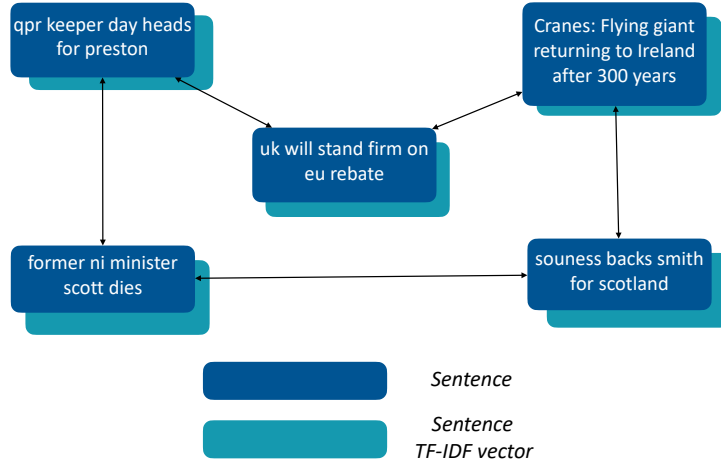 qpr keeper day heads
for preston
Cranes: Flying giant
returning to Ireland
after 300 years
uk will stand firm on
eu rebate
former ni minister
scott dies
souness backs smith
for scotland
Sentence
Sentence
TF-IDF vector